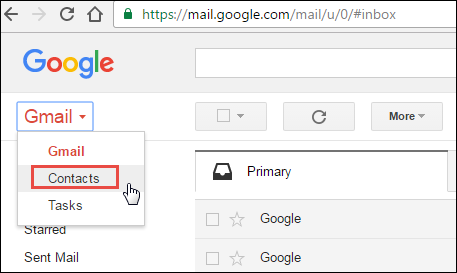 https://mail.google.com/mail/u/0/#inbox
Google
Gmail
More
Gmail
Contacts
Tasks
Primary
Starred
Google
Sent Mail
Google